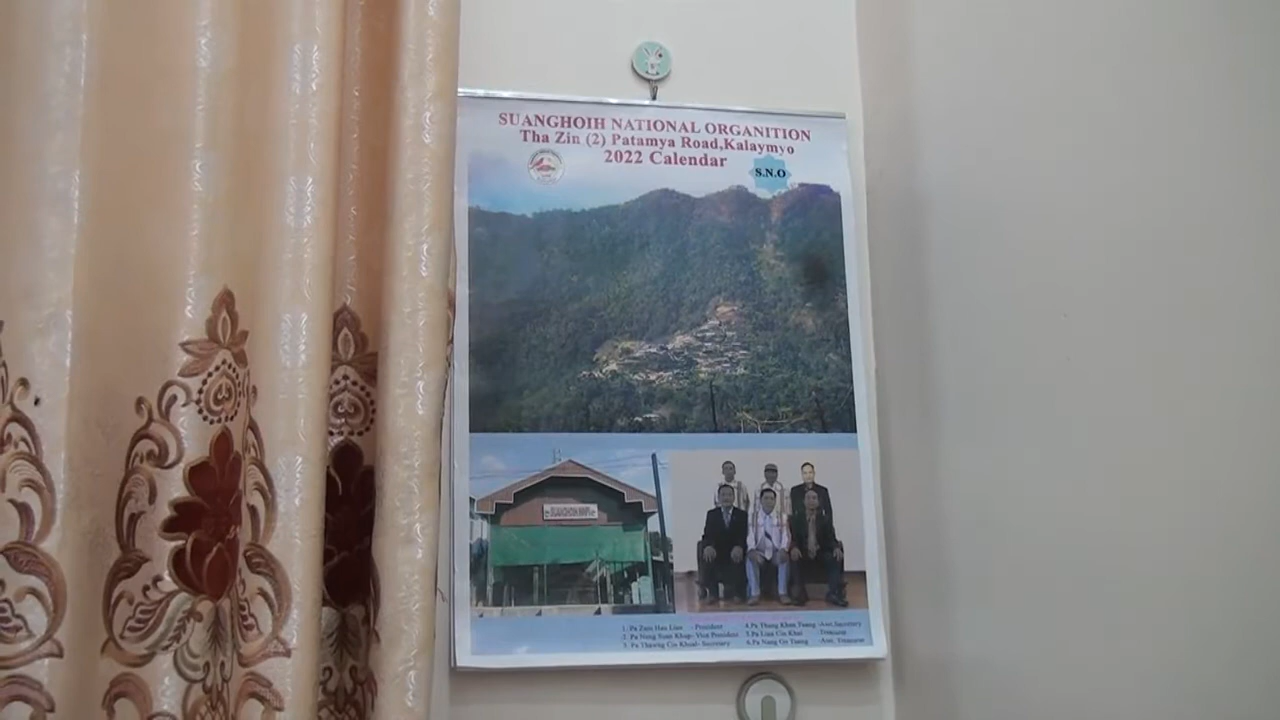 SUANGHOIH NATIONAL ORGANITION
Tha Zin (2) Patamya Road,Kalaymyo
2022 Calendar
S.N.O
SUANGHOIH
1. Pa Zam Hau Lian - President
2. Pa Nang Suan Khup- Vice President
3. Pa Thawng Cin Khual- Secretary
4.Pa Thang Khan Tuang -Asst.Secretary
5.Pa Lian Cin Khai - Treasurer
6.Pa Nang Go Tuang - Asst. Treasurer